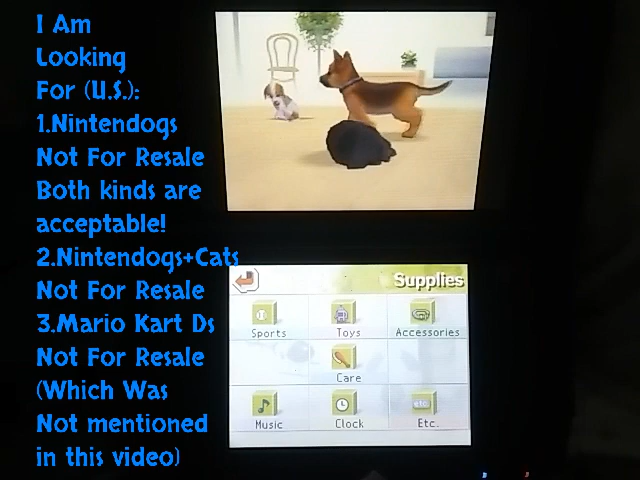 I Am
Looking
For (U.S.):
1.Nintendogs
Not For Resale
Both kinds are
acceptable!
2.Nintendogs+Cats
Not For Resale
3.Mario Kart Ds
Not For Resale
(Which Was
Not mentioned
in this video)
Supplies
Sports Toys Accessories
Care
etc.
Music Clock Etc.